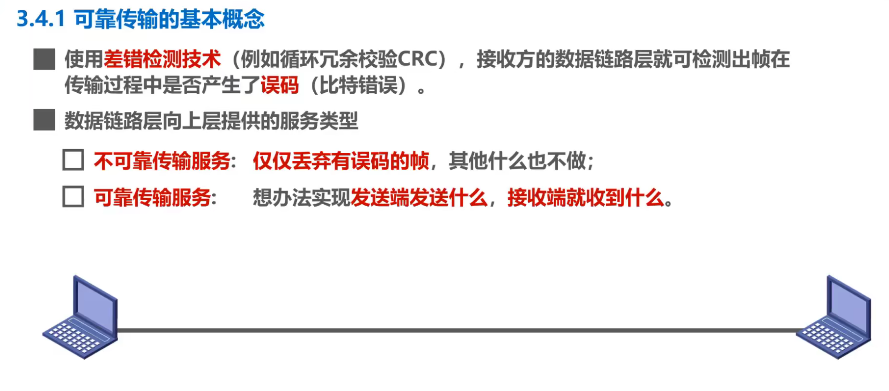 3.4.1 可靠传输的基本概念
使用差错检测技术（例如循环冗余校验CRC），接收方的数据链路层就可检测出帧在
传输过程中是否产生了误码（比特错误）。
数据链路层向上层提供的服务类型
不可靠传输服务：仅仅丢弃有误码的帧，其他什么也不做；
可靠传输服务： 想办法实现发送端发送什么，接收端就收到什么。